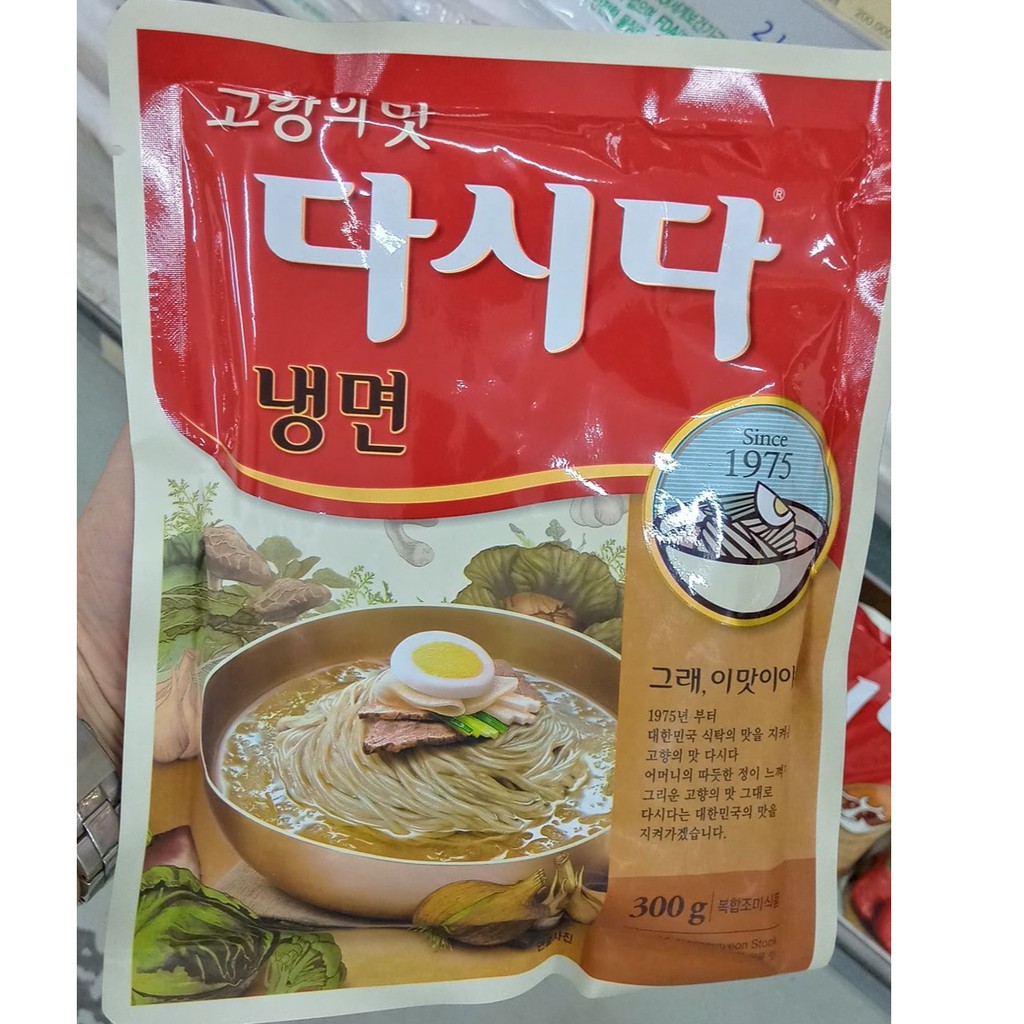 고향의 맛
다시다®
냉면
Since
1975
그래, 이맛이야
1975년 부터
대한민국 식탁의 맛을 지켜
고향의 맛 다시다
어머니의 따듯한 정이 느껴
그리운 고향의 맛 그대로
다시다는 대한민국의 맛을
지켜가겠습니다.
300 g 복합조미식품
Stock